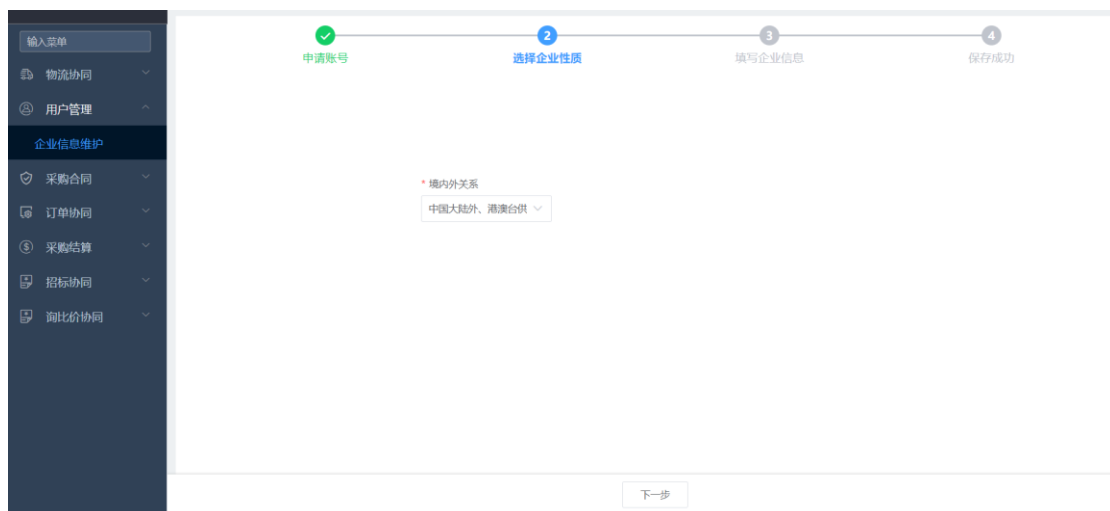 输入菜单
物流协同
用户管理
企业信息维护
采购合同
订单协同
采购结算
招标协同
询比价协同
2
3
4
申请账号
选择企业性质
填写企业信息
保存成功
* 境内外关系
中国大陆外、港澳台供
下一步